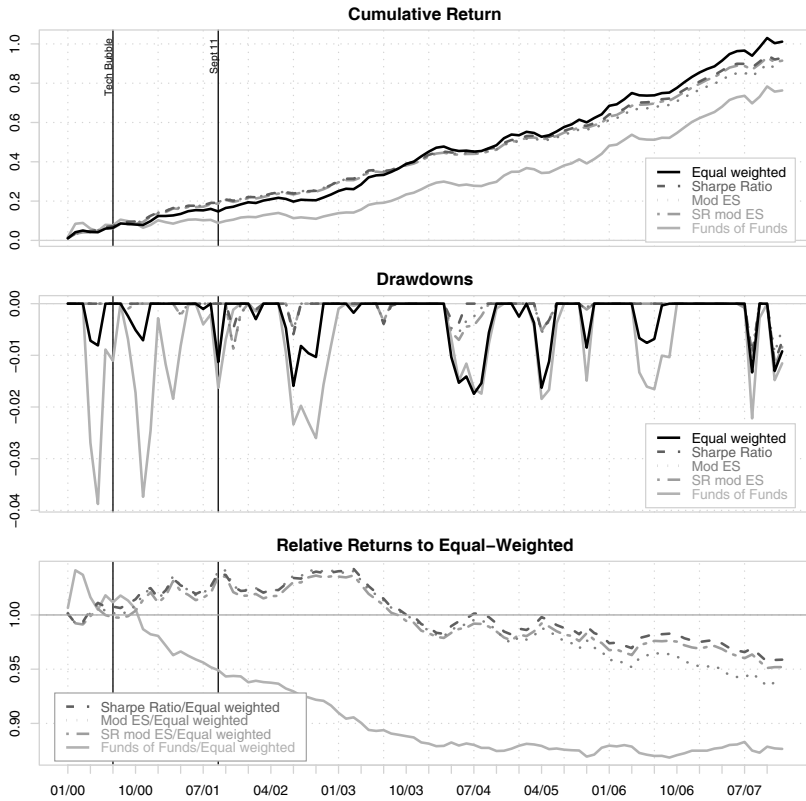 Cumulative Return
1.0
0.8
0.6
0.4
0.2
0.0
Tech Bubble
Sept 11
Equal weighted
Sharpe Ratio
Mod ES
SR mod ES
Funds of Funds
Drawdowns
0.00
−0.01
−0.02
−0.03
−0.04
Equal weighted
Sharpe Ratio
Mod ES
SR mod ES
Funds of Funds
Relative Returns to Equal−Weighted
1.00
0.95
0.90
Sharpe Ratio/Equal weighted
Mod ES/Equal weighted
SR mod ES/Equal weighted
Funds of Funds/Equal weighted
01/00 10/00 07/01 04/02 01/03 10/03 07/04 04/05 01/06 10/06 07/07